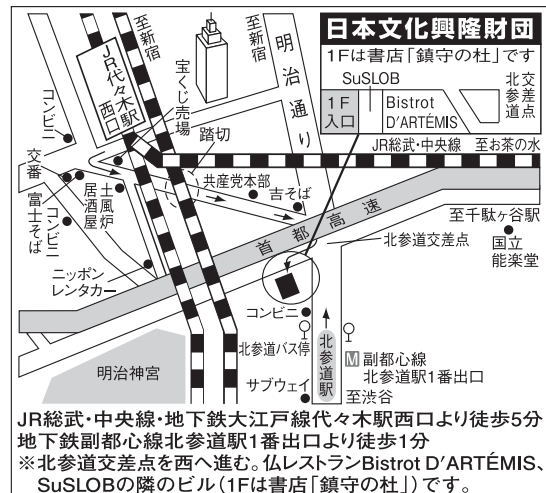 日本文化興隆財団
1Fは書店「鎮守の杜」です
SuSLOB
1F
入口
Bistrot
D'ARTÉMIS
北参道
交差点
至新宿
至新宿
明治通り
JR代々木駅
西口
宝くじ売場
踏切
コンビニ
交番
富士そば
コンビニ
居酒屋
土風炉
共産党本部
吉そば
JR総武・中央線
至お茶の水
首都高速
至千駄ヶ谷駅
国立
能楽堂
北参道交差点
ニッポン
レンタカー
コンビニ
北参道バス停
サブウェイ
明治神宮
北参道駅
M 副都心線
北参道駅1番出口
至渋谷
JR総武・中央線・地下鉄大江戸線代々木駅西口より徒歩5分
地下鉄副都心線北参道駅1番出口より徒歩1分
※北参道交差点を西へ進む。仏レストランBistrot D'ARTÉMIS、
SuSLOBの隣のビル(1Fは書店「鎮守の杜」)です。